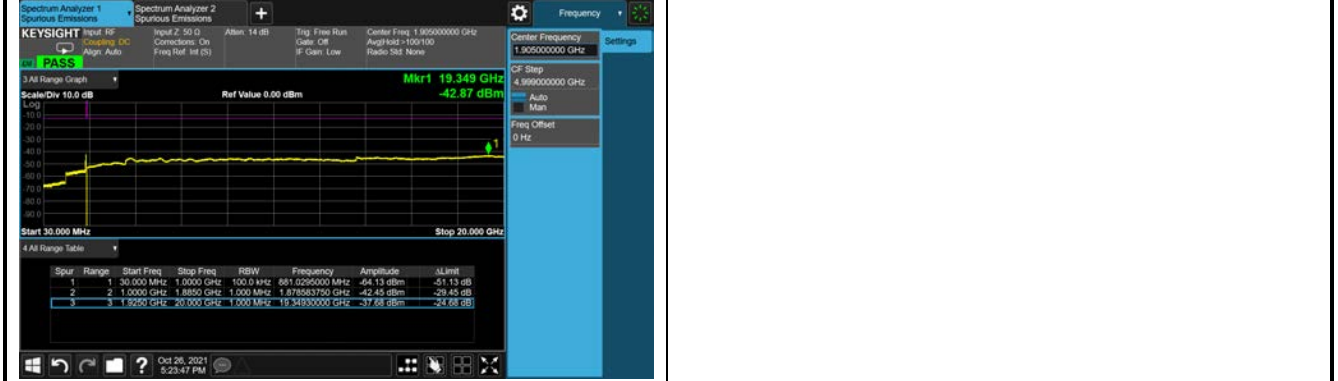 Spectrum Analyzer 1
Spurious Emissions
Spectrum Analyzer 2
Spurious Emissions
+
Frequency
KEYSIGHT
Input: RF
Coupling: DC
Align: Auto
Input Z: 50 Ω
Corrections: On
Freq Ref: Int (S)
Atten: 14 dB
Trig: Free Run
Gate: Off
IF Gain: Low
Center Freq: 1.905000000 GHz
Avg|Hold:>100/100
Radio Std: None
PASS
3 All Range Graph
Mkr1 19.349 GHz
Scale/Div 10.0 dB
Ref Value 0.00 dBm
-42.87 dBm
Log
-10.0
-20.0
-30.0
-40.0
-50.0
-60.0
-70.0
-80.0
-90.0
1
Start 30.000 MHz
Stop 20.000 GHz
4 All Range Table
Spur Range Start Freq Stop Freq RBW Frequency Amplitude ΔLimit
1 1 30.000 MHz 1.0000 GHz 100.0 kHz 881.0295000 MHz -64.13 dBm -51.13 dB
2 2 1.0000 GHz 1.8850 GHz 1.000 MHz 1.878583750 GHz -42.45 dBm -29.45 dB
3 3 1.9250 GHz 20.000 GHz 1.000 MHz 19.34930000 GHz -37.68 dBm -24.68 dB
Center Frequency
1.905000000 GHz
Settings
CF Step
4.999000000 GHz
Auto
Man
Freq Offset
0 Hz
?
Oct 26, 2021
5:23:47 PM